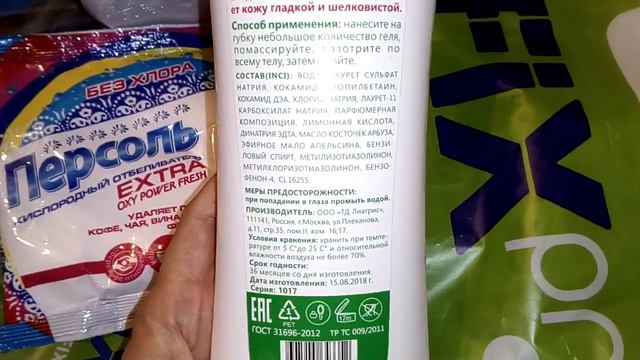 ет кожу гладкой и шелковистой.
Способ применения: нанесите на
губку небольшое количество геля,
помассируйте, разотрите по
всему телу, затем
СОСТАВ(INCI): ВОДА, ЛАУРЕТ СУЛЬФАТ
НАТРИЯ, КОКАМИДОПРОПИЛБЕТАИН,
КОКАМИД ДЭА, ХЛОРИД НАТРИЯ, ЛАУРЕТ-11
КАРБОКСИЛАТ НАТРИЯ, ПАРФЮМЕРНАЯ
КОМПОЗИЦИЯ, ЛИМОННАЯ КИСЛОТА,
ДИНАТРИЯ ЭДТА, МАСЛО КОСТОЧЕК АРБУЗА,
ЭФИРНОЕ МАЛО АПЕЛЬСИНА, БЕНЗИ-
ЛОВЫЙ СПИРТ, МЕТИЛИЗОТИАЗОЛИНОН,
МЕТИЛХЛОРИЗОТИАЗОЛИНОН, БЕНЗО-
ФЕНОН-4, CL 16255
МЕРЫ ПРЕДОСТОРОЖНОСТИ:
при попадании в глаза промыть водой.
ПРОИЗВОДИТЕЛЬ: ООО «ТД Лиатрис»,
111141, Россия, г.Москва, ул.Плеханова,
д.11, стр.35, пом.II, ком. 16;17.
Условия хранения: хранить при темпе-
ратуре от 5 С° до 25 С° и относительной
влажности воздуха не более 70%.
Срок годности:
36 месяцев со дня изготовления.
Дата изготовления: 15.08.2018 г.
Серия: 1017
EAC
1
PET
12m
ГОСТ 31696-2012 ТР ТС 009/2011
БЕЗ ХЛОРА
Персоль
КИСЛОРОДНЫЙ ОТБЕЛИВАТЕЛЬ
EXTRA
OXY POWER FRESH
УДАЛЯЕТ
КОФЕ, ЧАЯ, ВИНА
FIX